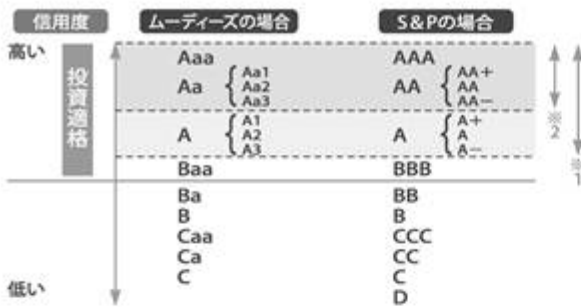 信用度 ムーディーズの場合 S&Pの場合
高い
投資適格
Aaa AAA
Aa { Aa1 Aa2 Aa3 AA { AA+ AA AA−
A { A1 A2 A3 A { A+ A A−
Baa BBB
Ba BB
B B
Caa CCC
Ca CC
C C
低い D
※2
※1